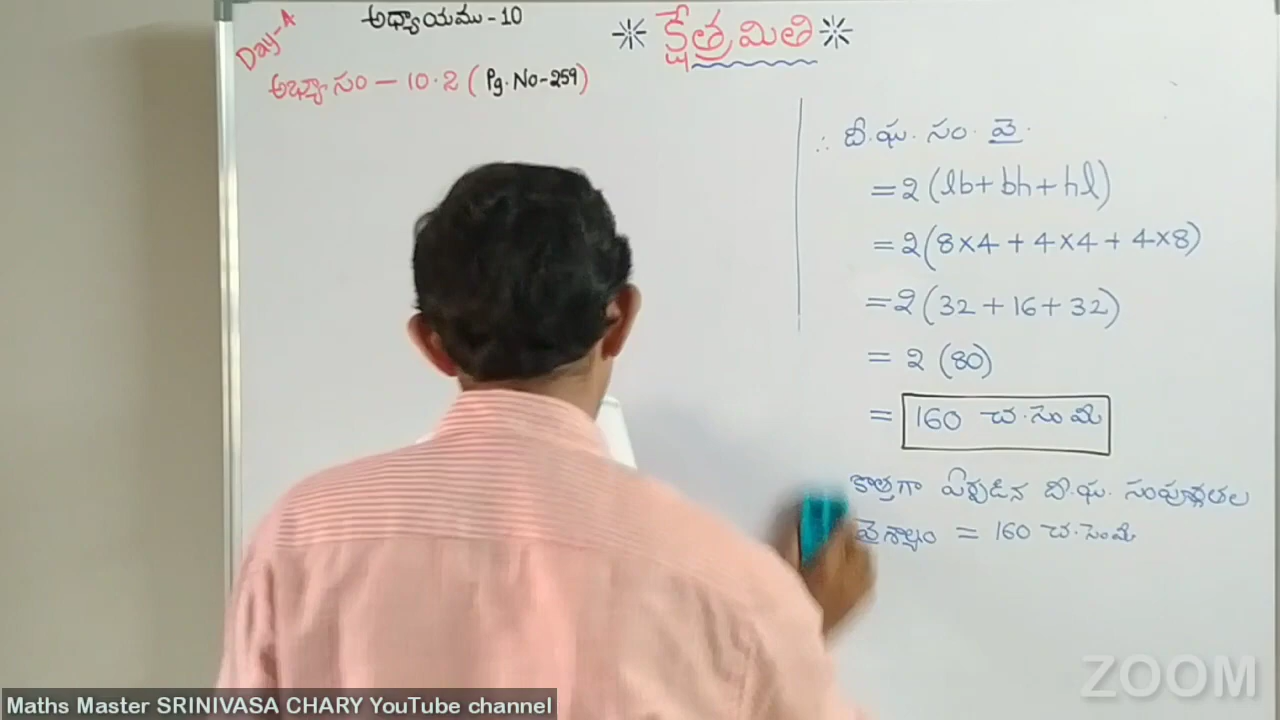 Day-4
అధ్యాయము - 10
* క్షేత్రమితి *
అభ్యాసం - 10.2 ( Pg. No-259 )
∴ దీ.ఘ. సం. వై.
= 2 (lb + bh + hl)
= 2 (8×4 + 4×4 + 4×8)
= 2 (32 + 16 + 32)
= 2 (80)
= 160 చ.సెం.మీ
కొత్తగా ఏర్పడిన దీ.ఘ. సంపూర్ణతల
వైశాల్యం = 160 చ.సెం.మీ
ZOOM
Maths Master SRINIVASA CHARY YouTube channel